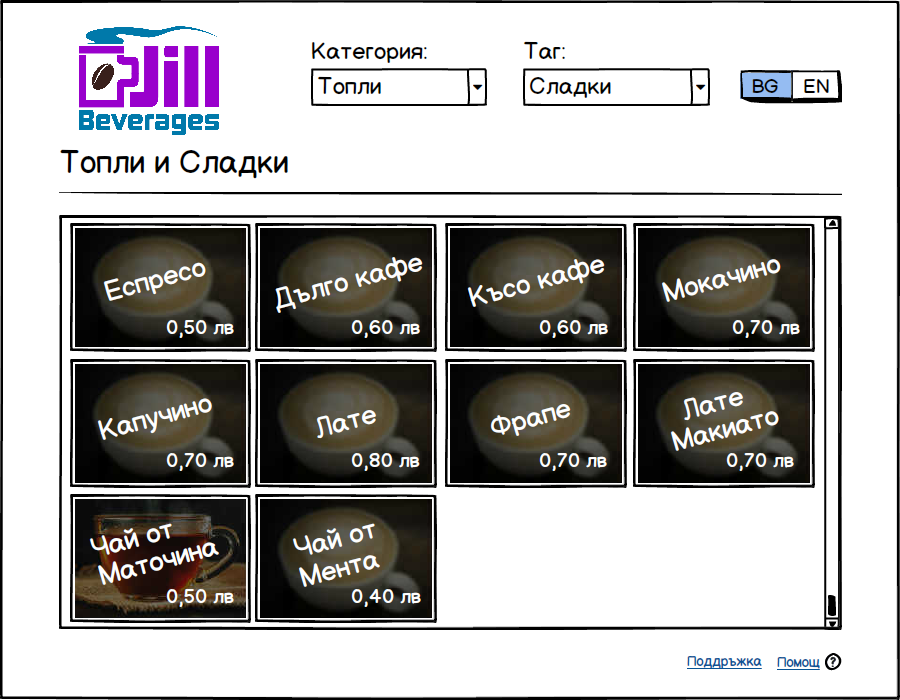 Jill
Beverages
Категория:
Таг:
Топли
Сладки
BG
EN
Топли и Сладки
Еспресо
0,50 лв
Дълго кафе
0,60 лв
Късо кафе
0,60 лв
Мокачино
0,70 лв
Капучино
0,70 лв
Лате
0,80 лв
Фрапе
0,70 лв
Лате
Макиато
0,70 лв
Чай от
Маточина
0,50 лв
Чай от
Мента
0,40 лв
Поддръжка
Помощ
?